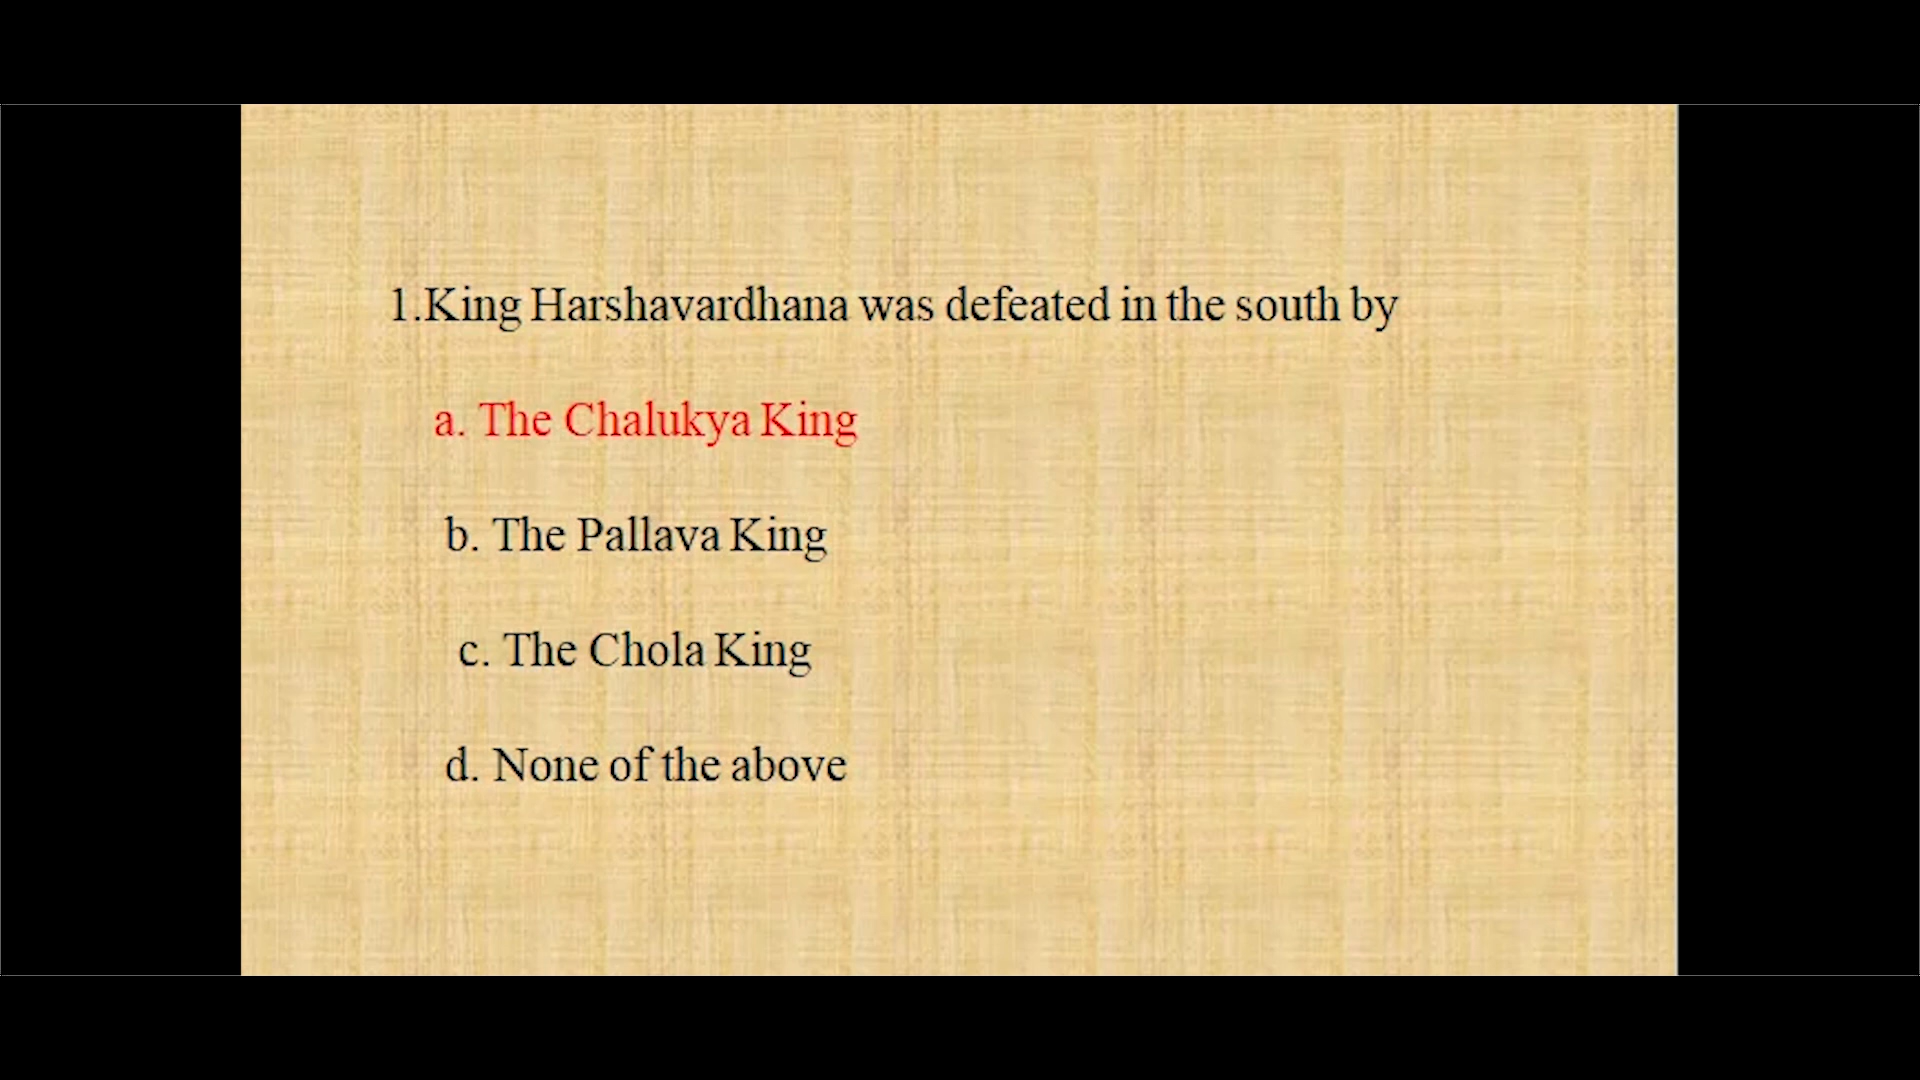 1.King Harshavardhana was defeated in the south by
a. The Chalukya King
b. The Pallava King
c. The Chola King
d. None of the above